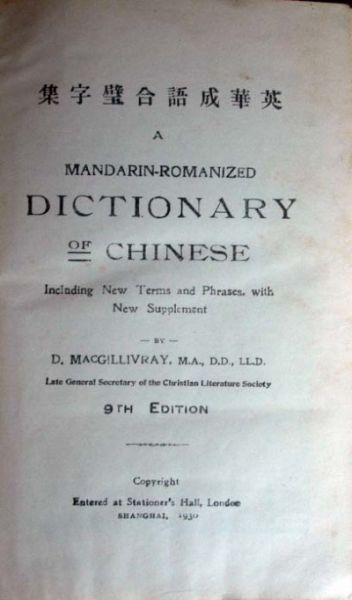 英華成語合璧字集
A
MANDARIN-ROMANIZED
DICTIONARY
OF CHINESE
Including New Terms and Phrases, with
New Supplement
— BY —
D. MACGILLIVRAY, M.A., D.D., LL.D.
Late General Secretary of the Christian Literature Society
9TH EDITION
Copyright
Entered at Stationer's Hall, London
SHANGHAI, 1930